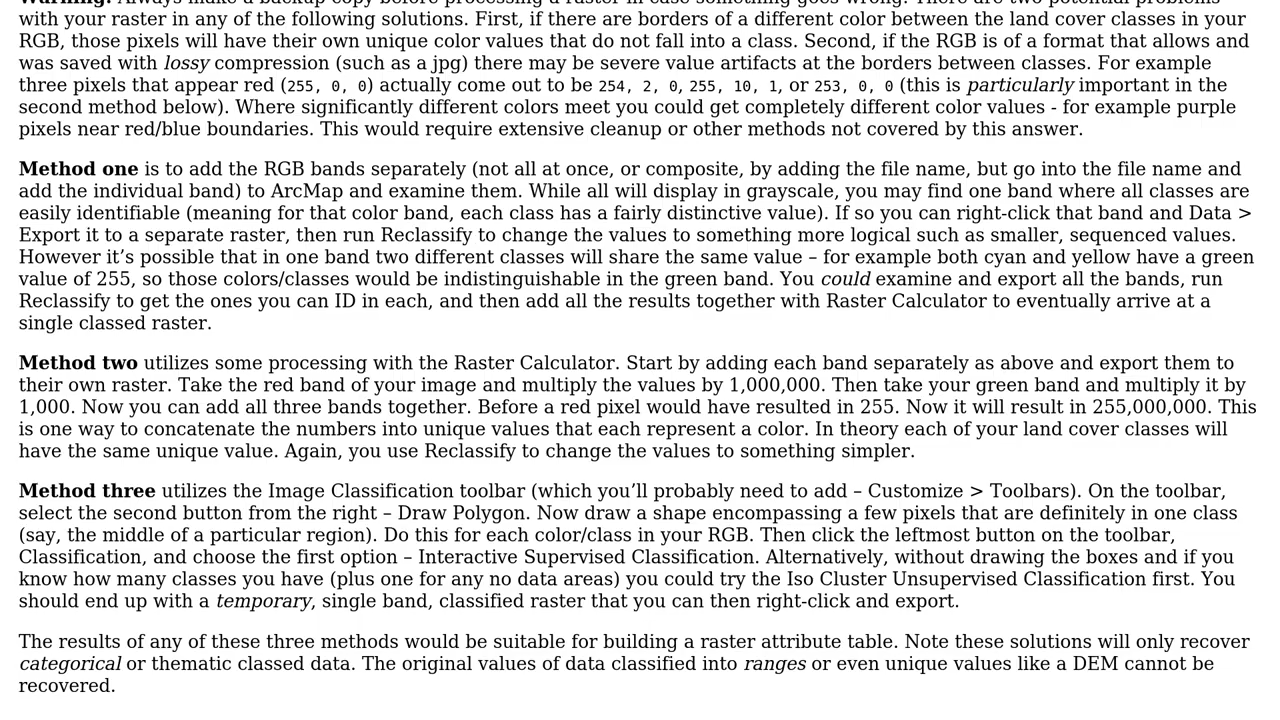 Warning: Always make a backup copy before processing a raster in case something goes wrong. There are two potential problems
with your raster in any of the following solutions. First, if there are borders of a different color between the land cover classes in your
RGB, those pixels will have their own unique color values that do not fall into a class. Second, if the RGB is of a format that allows and
was saved with lossy compression (such as a jpg) there may be severe value artifacts at the borders between classes. For example
three pixels that appear red (255, 0, 0) actually come out to be 254, 2, 0, 255, 10, 1, or 253, 0, 0 (this is particularly important in the
second method below). Where significantly different colors meet you could get completely different color values - for example purple
pixels near red/blue boundaries. This would require extensive cleanup or other methods not covered by this answer.
Method one is to add the RGB bands separately (not all at once, or composite, by adding the file name, but go into the file name and
add the individual band) to ArcMap and examine them. While all will display in grayscale, you may find one band where all classes are
easily identifiable (meaning for that color band, each class has a fairly distinctive value). If so you can right-click that band and Data >
Export it to a separate raster, then run Reclassify to change the values to something more logical such as smaller, sequenced values.
However it’s possible that in one band two different classes will share the same value – for example both cyan and yellow have a green
value of 255, so those colors/classes would be indistinguishable in the green band. You could examine and export all the bands, run
Reclassify to get the ones you can ID in each, and then add all the results together with Raster Calculator to eventually arrive at a
single classed raster.
Method two utilizes some processing with the Raster Calculator. Start by adding each band separately as above and export them to
their own raster. Take the red band of your image and multiply the values by 1,000,000. Then take your green band and multiply it by
1,000. Now you can add all three bands together. Before a red pixel would have resulted in 255. Now it will result in 255,000,000. This
is one way to concatenate the numbers into unique values that each represent a color. In theory each of your land cover classes will
have the same unique value. Again, you use Reclassify to change the values to something simpler.
Method three utilizes the Image Classification toolbar (which you’ll probably need to add – Customize > Toolbars). On the toolbar,
select the second button from the right – Draw Polygon. Now draw a shape encompassing a few pixels that are definitely in one class
(say, the middle of a particular region). Do this for each color/class in your RGB. Then click the leftmost button on the toolbar,
Classification, and choose the first option – Interactive Supervised Classification. Alternatively, without drawing the boxes and if you
know how many classes you have (plus one for any no data areas) you could try the Iso Cluster Unsupervised Classification first. You
should end up with a temporary, single band, classified raster that you can then right-click and export.
The results of any of these three methods would be suitable for building a raster attribute table. Note these solutions will only recover
categorical or thematic classed data. The original values of data classified into ranges or even unique values like a DEM cannot be
recovered.